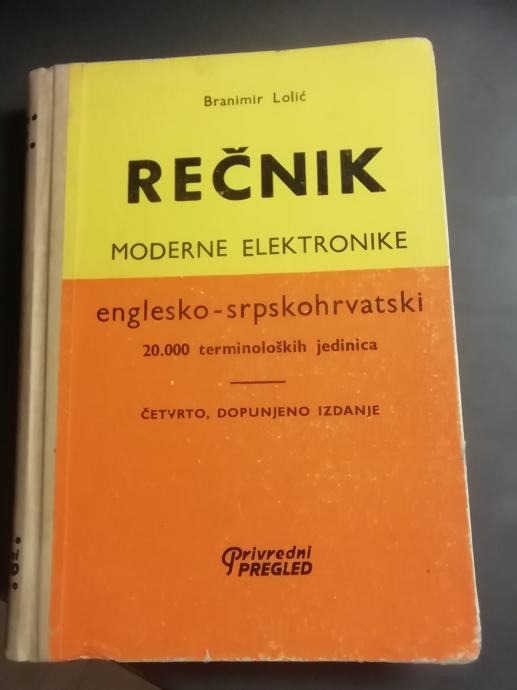 Branimir Lolić
REČNIK
MODERNE ELEKTRONIKE
englesko-srpskohrvatski
20.000 terminoloških jedinica
ČETVRTO, DOPUNJENO IZDANJE
Privredni
PREGLED